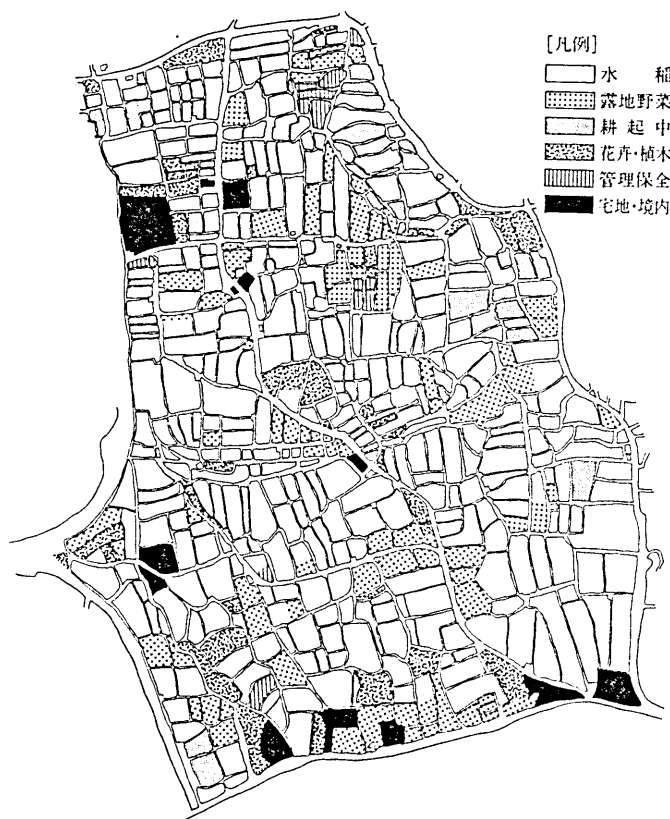 [凡例]
水 稲
露地野菜
耕 起 中
花卉・植木
管理保全
宅地・境内